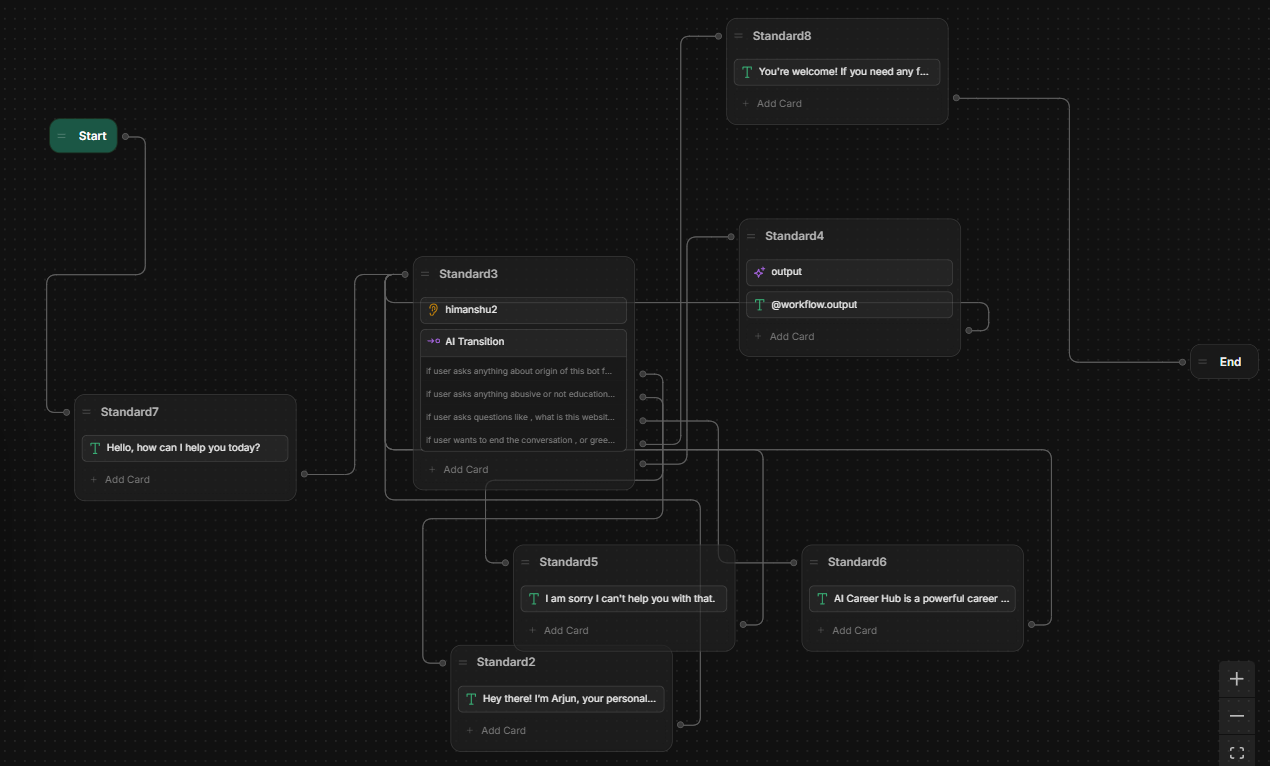 Standard8
You're welcome! If you need any f...
+ Add Card
Start
Standard4
output
@workflow.output
+ Add Card
Standard3
himanshu2
AI Transition
if user asks anything about origin of this bot f...
if user asks anything abusive or not education...
if user asks questions like , what is this websit...
if user wants to end the conversation , or gree...
+ Add Card
End
Standard7
Hello, how can I help you today?
+ Add Card
Standard5
I am sorry I can't help you with that.
+ Add Card
Standard6
AI Career Hub is a powerful career ...
+ Add Card
Standard2
Hey there! I'm Arjun, your personal...
+ Add Card